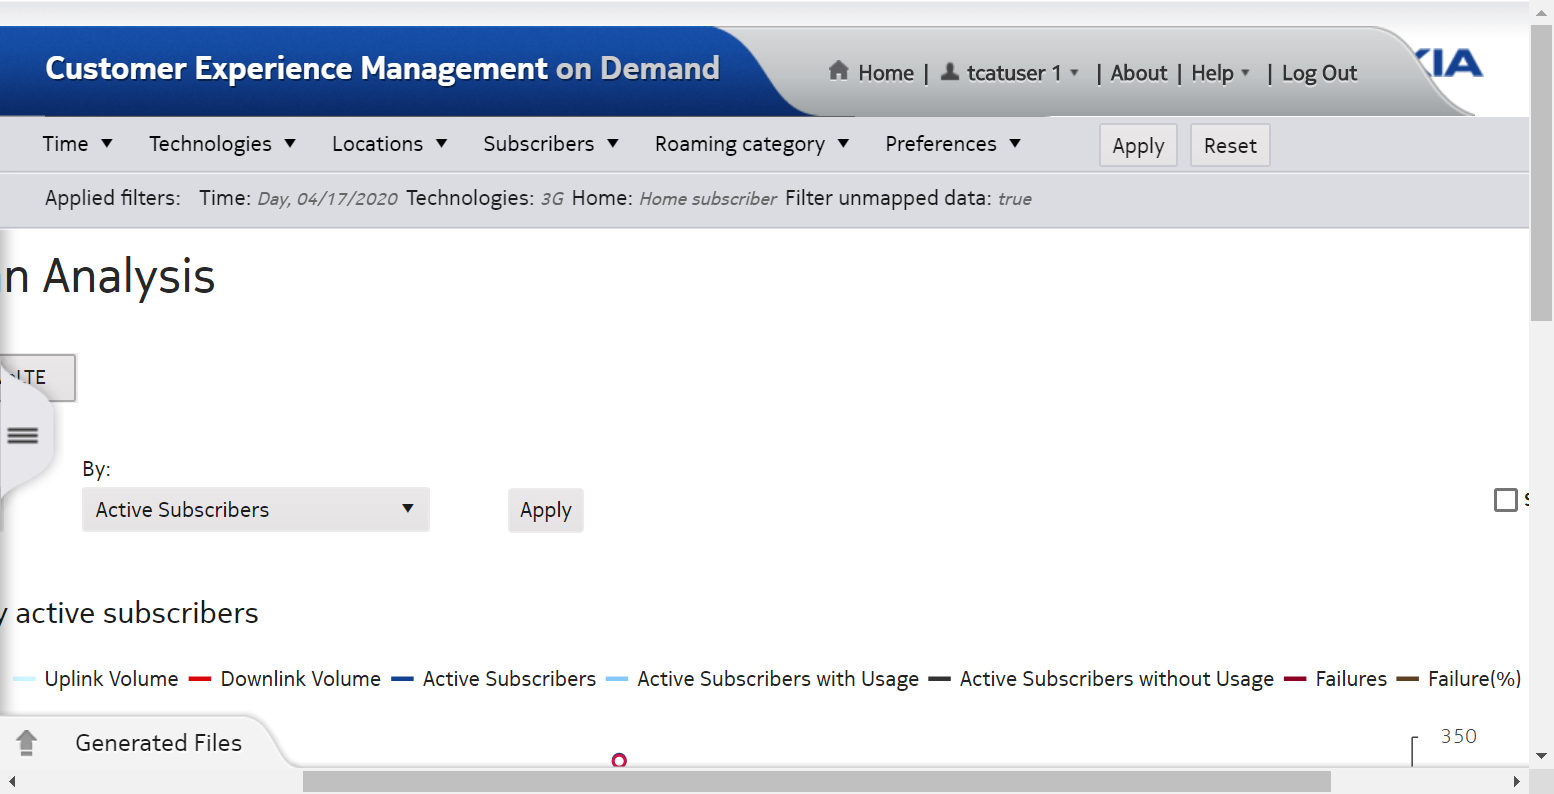 Customer Experience Management on Demand
Home | tcatuser 1 | About | Help | Log Out
KIA
Time Technologies Locations Subscribers Roaming category Preferences Apply Reset
Applied filters: Time: Day, 04/17/2020 Technologies: 3G Home: Home subscriber Filter unmapped data: true
n Analysis
LTE
By:
Active Subscribers Apply
y active subscribers
Uplink Volume Downlink Volume Active Subscribers Active Subscribers with Usage Active Subscribers without Usage Failures Failure(%)
Generated Files
350